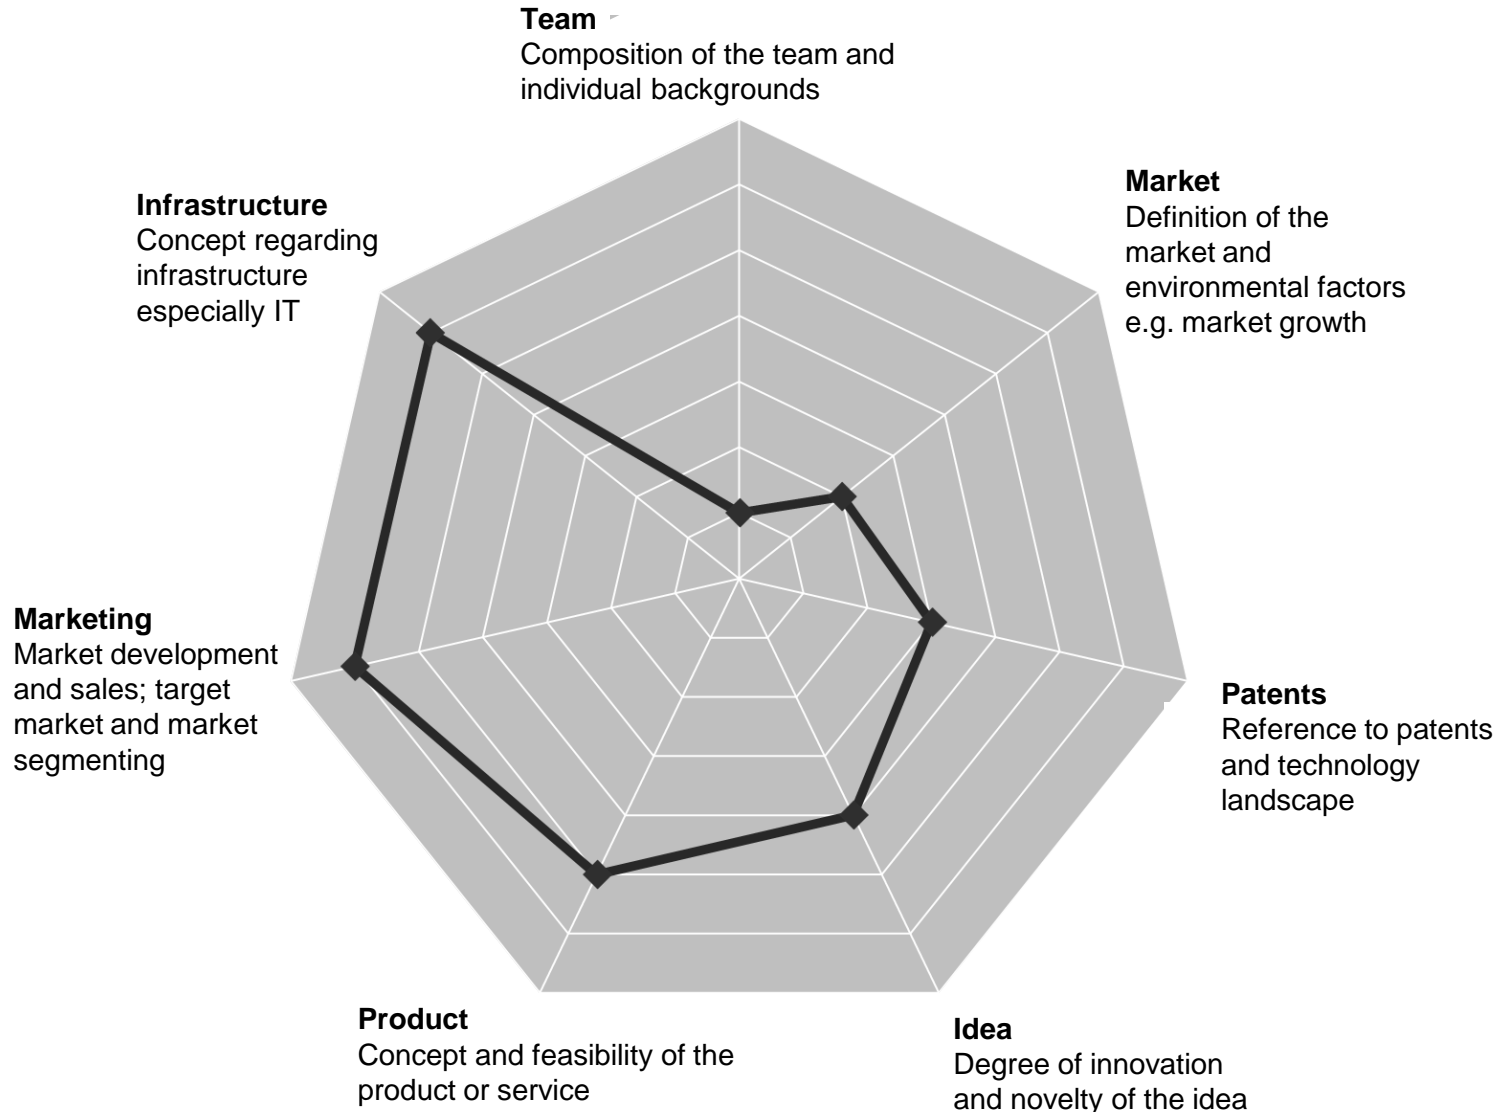 Team
Composition of the team and
individual backgrounds
Market
Definition of the
market and
environmental factors
e.g. market growth
Infrastructure
Concept regarding
infrastructure
especially IT
Marketing
Market development
and sales; target
market and market
segmenting
Patents
Reference to patents
and technology
landscape
Product
Concept and feasibility of the
product or service
Idea
Degree of innovation
and novelty of the idea